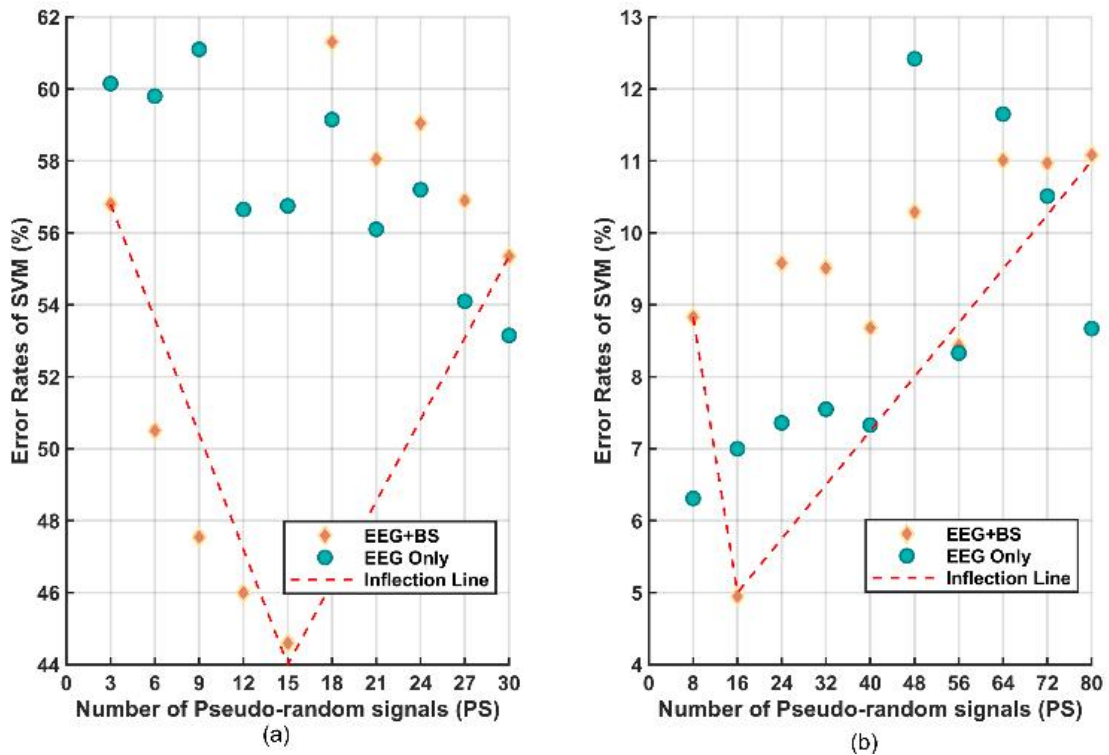 62
60
58
56
54
52
50
48
46
44
Error Rates of SVM (%)
EEG+BS
EEG Only
Inflection Line
0 3 6 9 12 15 18 21 24 27 30
Number of Pseudo-random signals (PS)
(a)
13
12
11
10
9
8
7
6
5
4
Error Rates of SVM (%)
EEG+BS
EEG Only
Inflection Line
0 8 16 24 32 40 48 56 64 72 80
Number of Pseudo-random signals (PS)
(b)